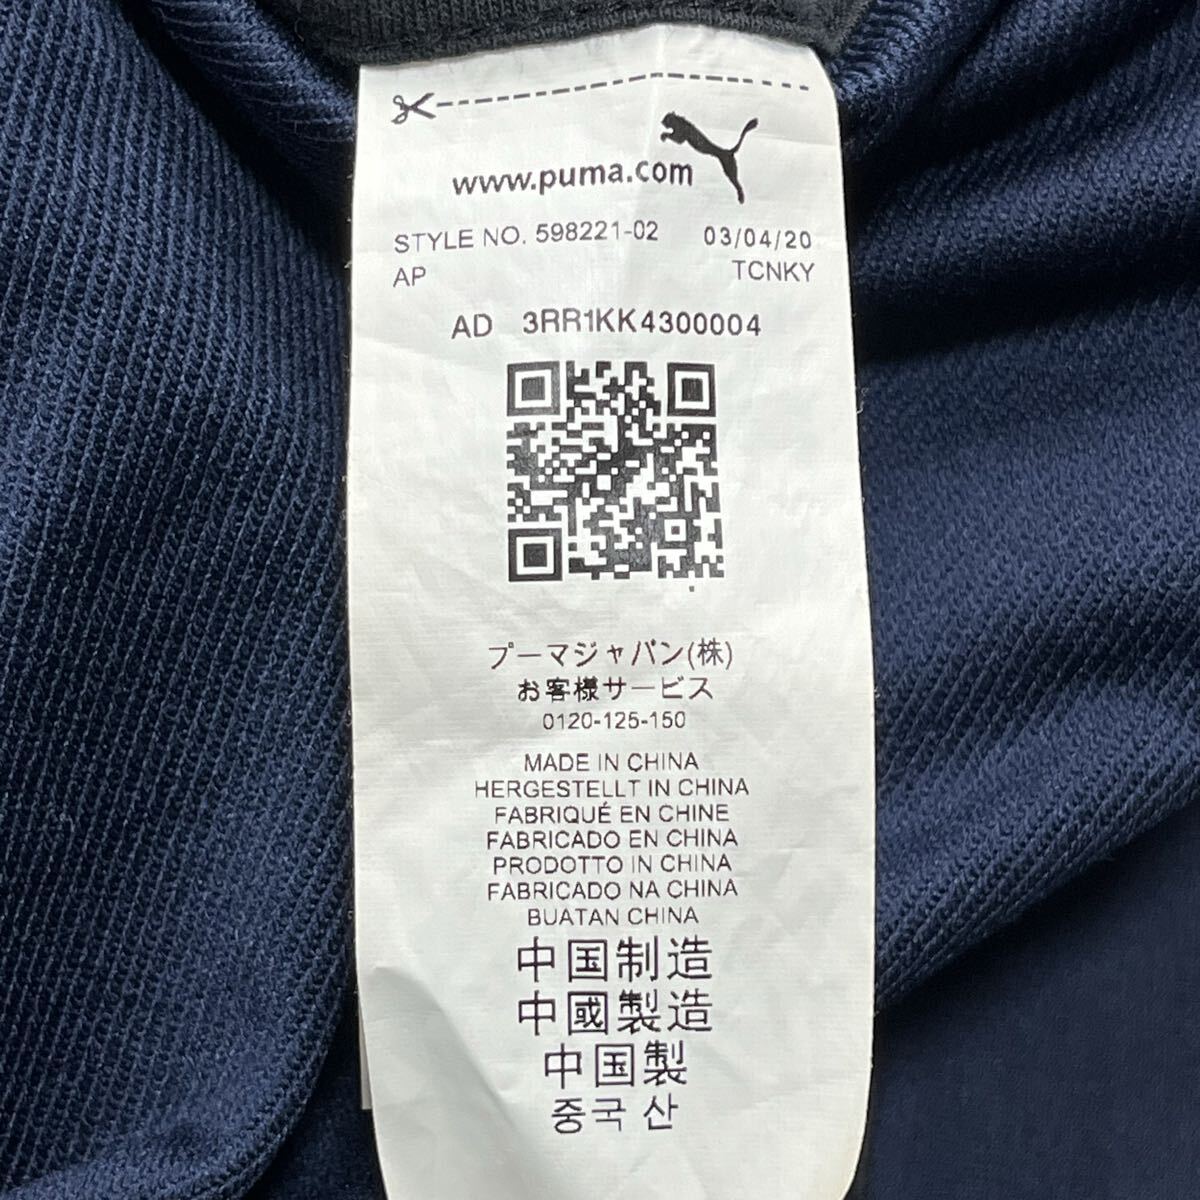 www.puma.com
STYLE NO. 598221-02 03/04/20
AP TCNKY
AD 3RR1KK4300004
プーマジャパン(株)
お客様サービス
0120-125-150
MADE IN CHINA
HERGESTELLT IN CHINA
FABRIQUÉ EN CHINE
FABRICADO EN CHINA
PRODOTTO IN CHINA
FABRICADO NA CHINA
BUATAN CHINA
中国制造
中國製造
中国製
중국 산